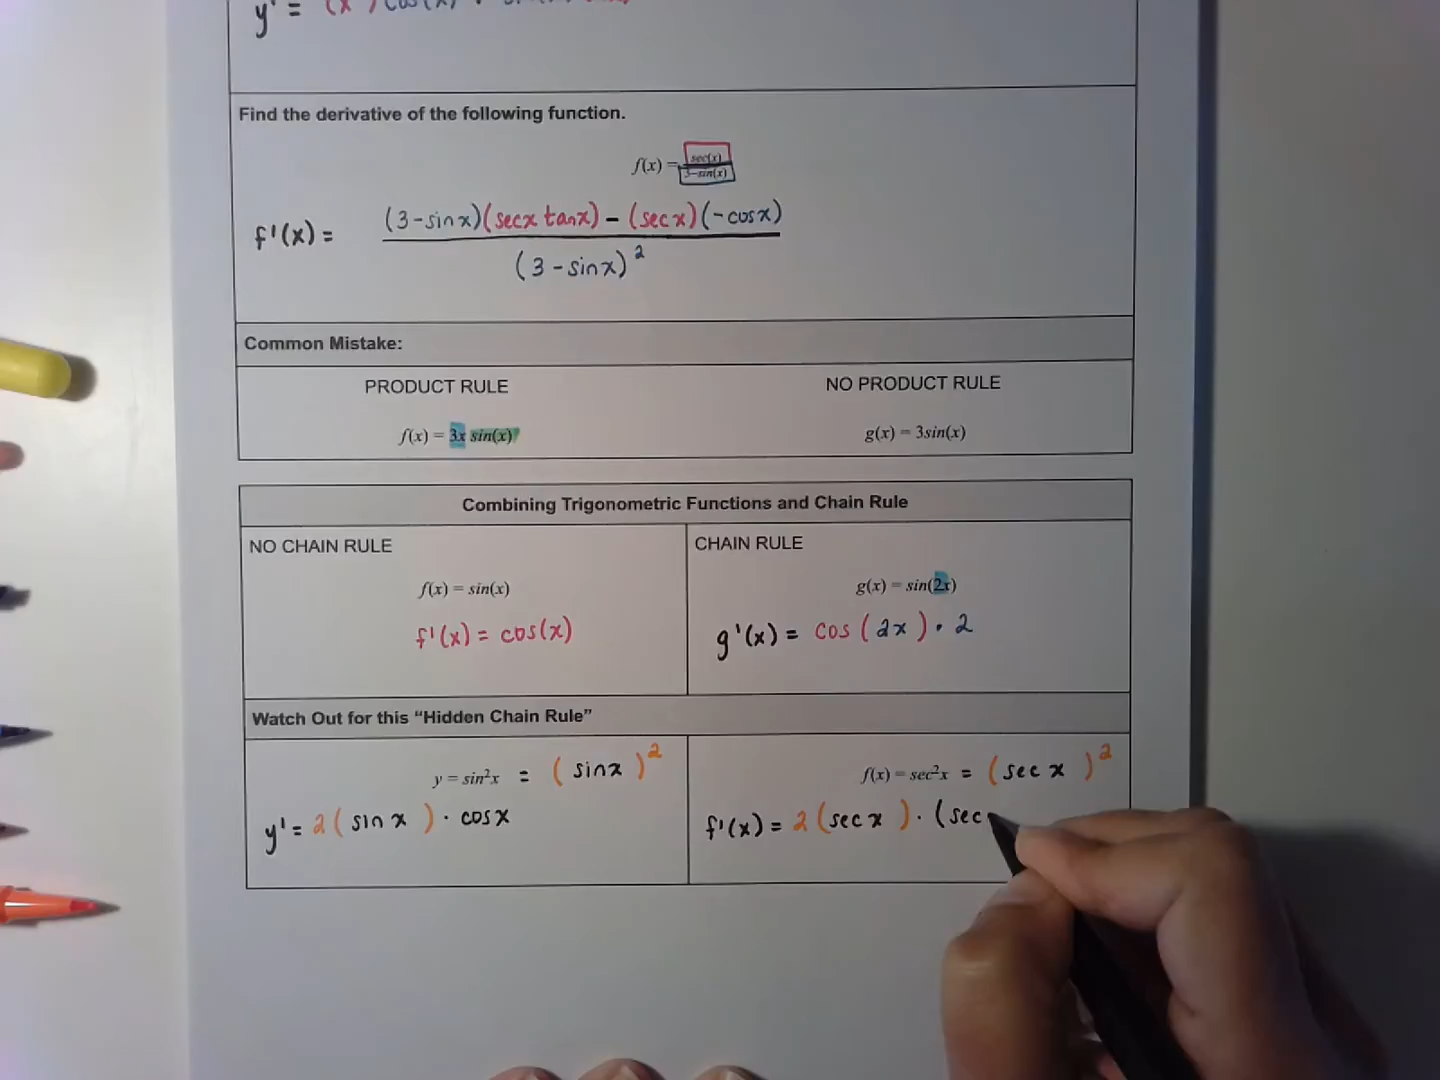 y' =
Find the derivative of the following function.
f(x) = sec(x)
3−sin(x)
f'(x) = (3-sinx)(secx tanx) - (secx)(-cosx)
(3-sinx)²
Common Mistake:
PRODUCT RULE NO PRODUCT RULE
f(x) = 3x sin(x) g(x) = 3sin(x)
Combining Trigonometric Functions and Chain Rule
NO CHAIN RULE CHAIN RULE
f(x) = sin(x) g(x) = sin(2x)
f'(x) = cos(x) g'(x) = cos(2x) · 2
Watch Out for this “Hidden Chain Rule”
y = sin²x = (sinx)² f(x) = sec²x = (sec x)²
y' = 2(sin x) · cosx f'(x) = 2(sec x) · (sec